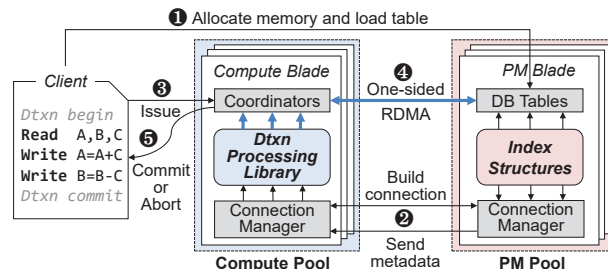 ❶ Allocate memory and load table
Client
Dtxn begin
Read A,B,C
Write A=A+C
Write B=B-C
Dtxn commit
❸
Issue
❺
Commit
or
Abort
Compute Blade
Coordinators
Dtxn
Processing
Library
Connection
Manager
Compute Pool
❹
One-sided
RDMA
Build
connection
❷
Send
metadata
PM Blade
DB Tables
Index
Structures
Connection
Manager
PM Pool